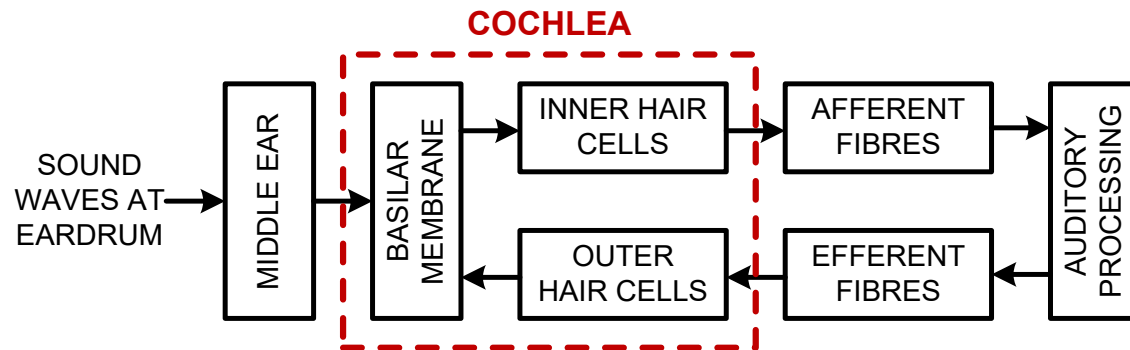 COCHLEA
SOUND
WAVES AT
EARDRUM
MIDDLE EAR
BASILAR
MEMBRANE
INNER HAIR
CELLS
AFFERENT
FIBRES
OUTER
HAIR CELLS
EFFERENT
FIBRES
AUDITORY
PROCESSING